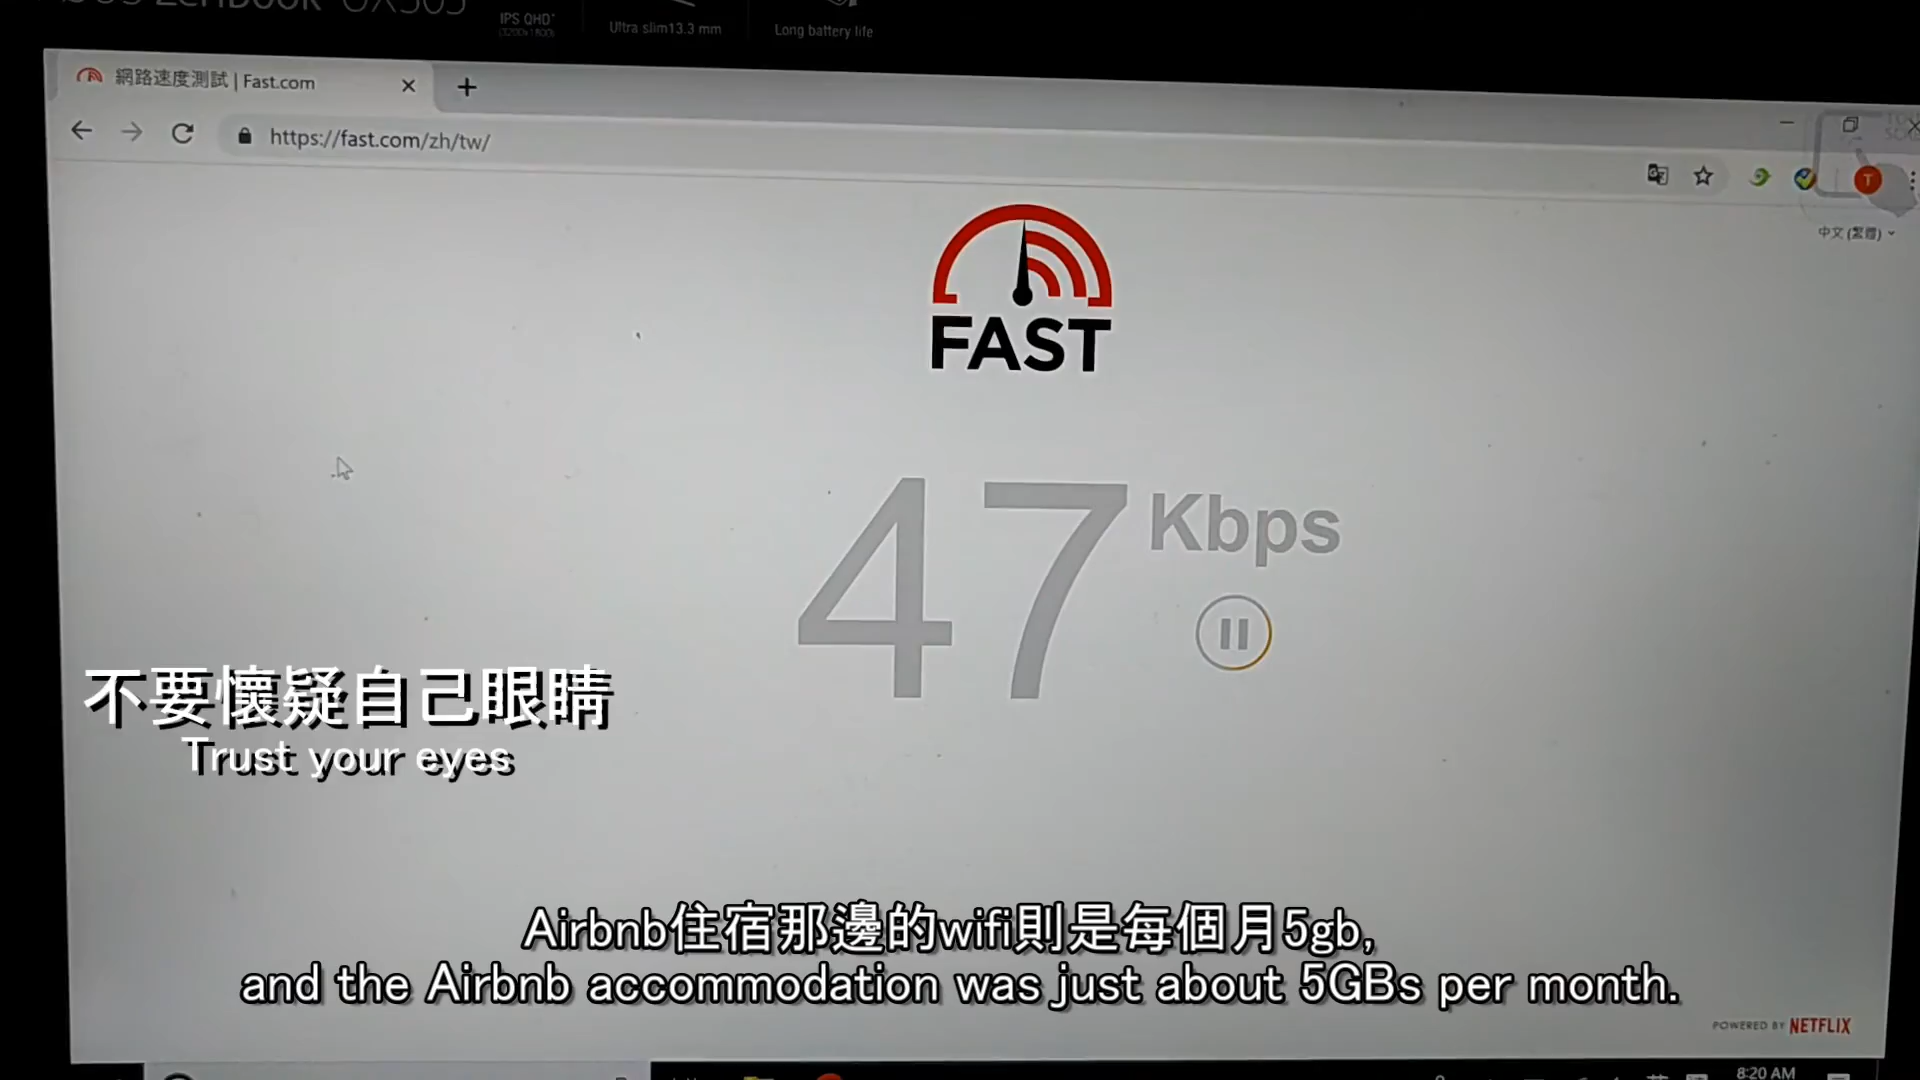 IPS QHD+
(3200x1800)
Ultra slim13.3 mm
Long battery life
網路速度測試 | Fast.com
https://fast.com/zh/tw/
T
中文 (繁體)
FAST
47 Kbps
不要懷疑自己眼睛
Trust your eyes
Airbnb住宿那邊的wifi則是每個月5gb,
and the Airbnb accommodation was just about 5GBs per month.
POWERED BY NETFLIX
8:20 AM